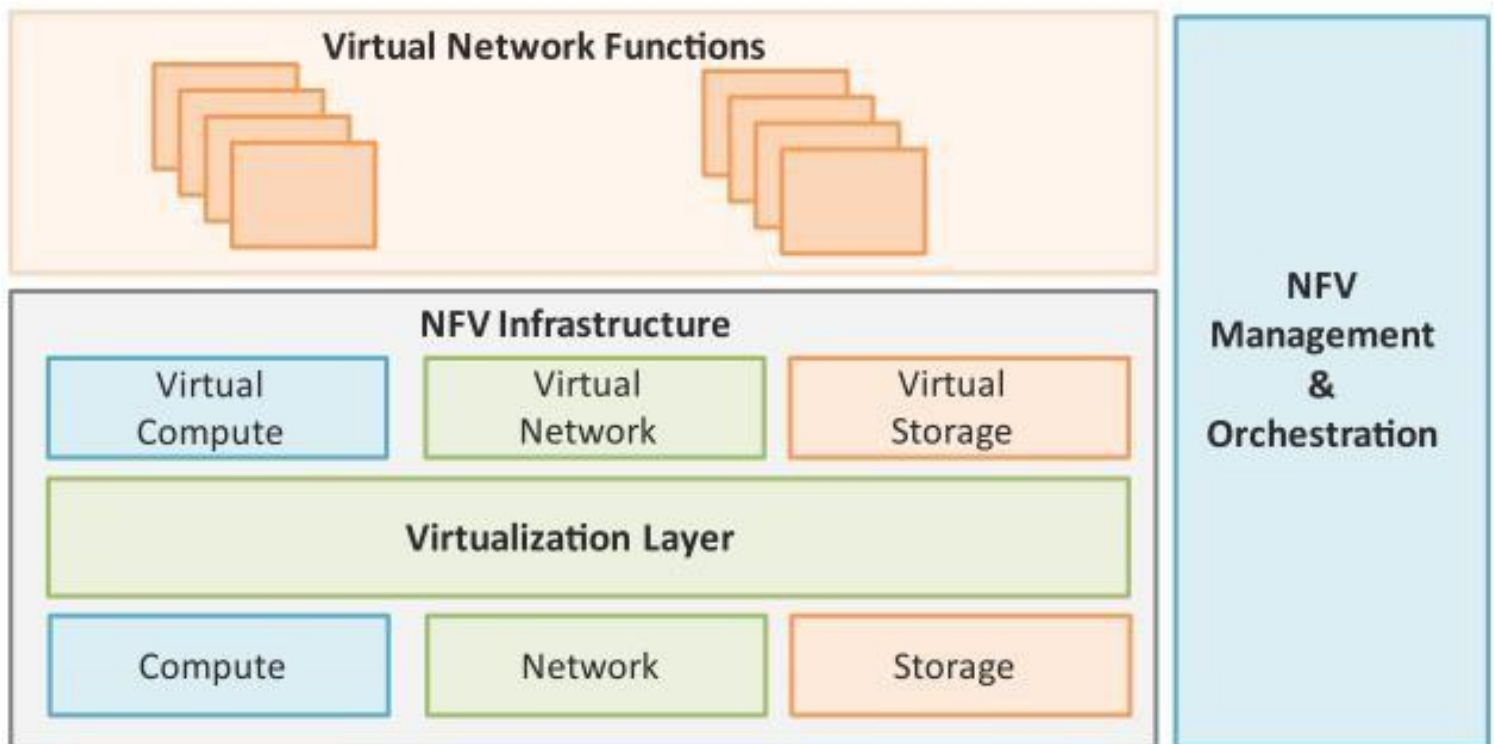 Virtual Network Functions
NFV Infrastructure
Virtual
Compute
Virtual
Network
Virtual
Storage
Virtualization Layer
Compute
Network
Storage
NFV
Management
&
Orchestration